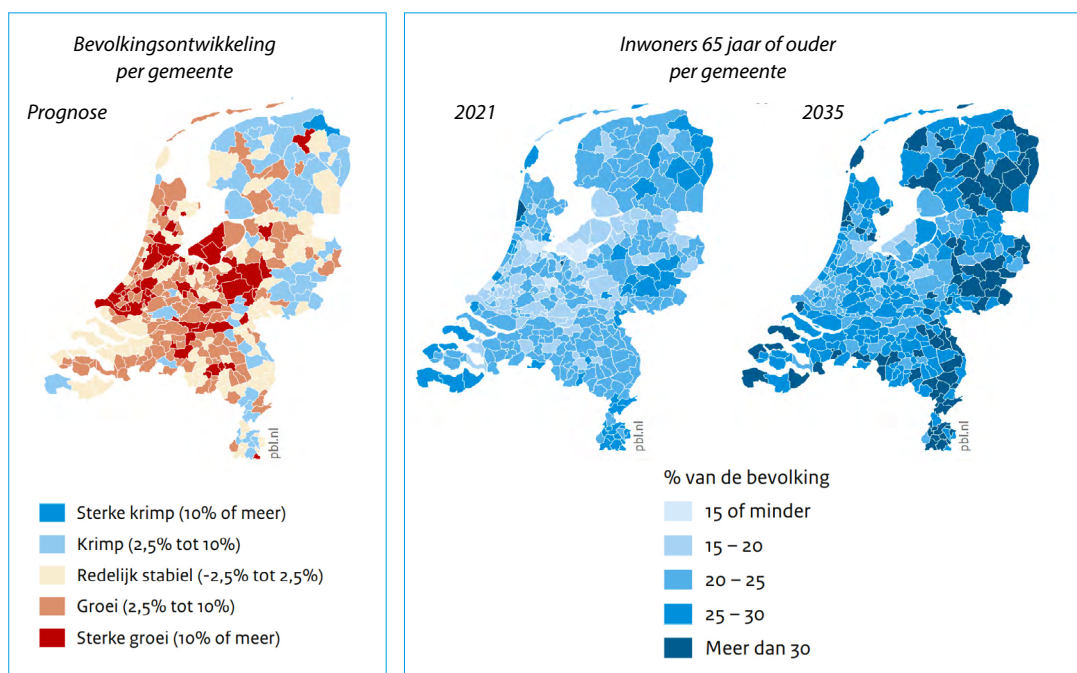 Bevolkingsontwikkeling
per gemeente
Prognose
pbl.nl
Sterke krimp (10% of meer)
Krimp (2,5% tot 10%)
Redelijk stabiel (-2,5% tot 2,5%)
Groei (2,5% tot 10%)
Sterke groei (10% of meer)
Inwoners 65 jaar of ouder
per gemeente
2021
pbl.nl
2035
pbl.nl
% van de bevolking
15 of minder
15 – 20
20 – 25
25 – 30
Meer dan 30